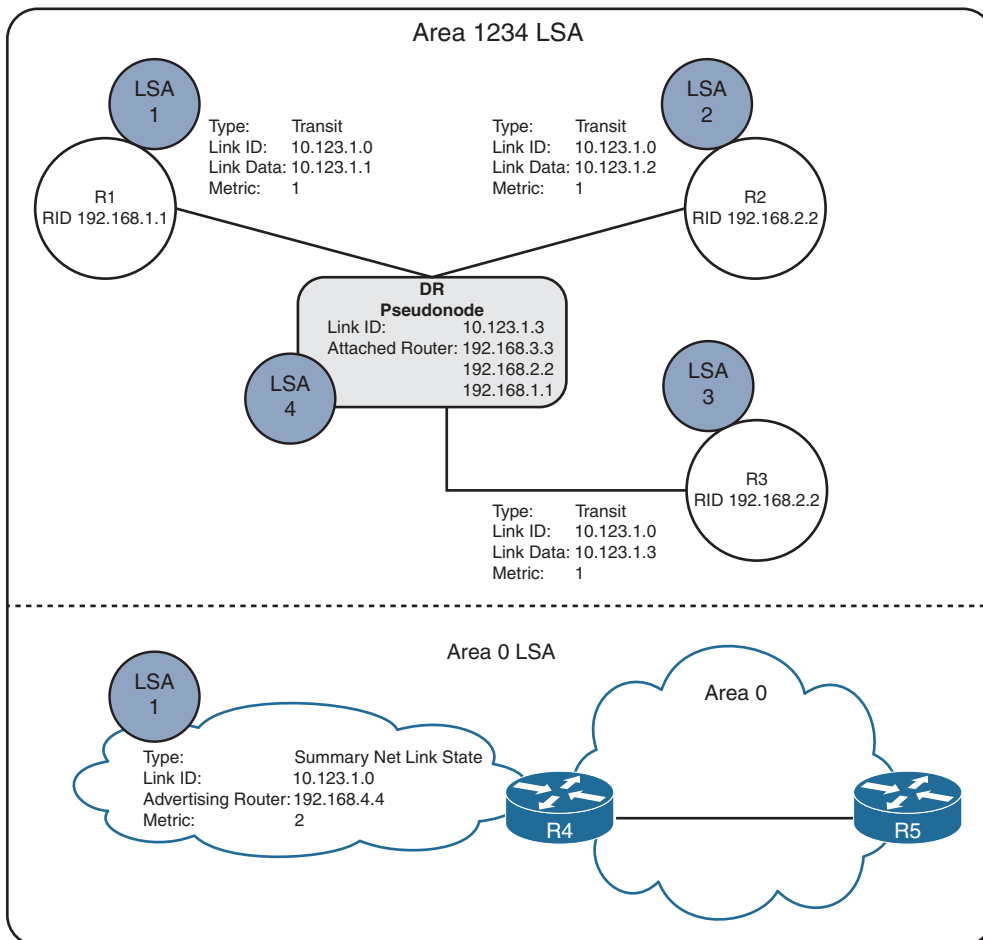 Area 1234 LSA
LSA
1
Type: Transit
Link ID: 10.123.1.0
Link Data: 10.123.1.1
Metric: 1
R1
RID 192.168.1.1
LSA
2
Type: Transit
Link ID: 10.123.1.0
Link Data: 10.123.1.2
Metric: 1
R2
RID 192.168.2.2
DR
Pseudonode
Link ID: 10.123.1.3
Attached Router: 192.168.3.3
192.168.2.2
192.168.1.1
LSA
4
LSA
3
R3
RID 192.168.2.2
Type: Transit
Link ID: 10.123.1.0
Link Data: 10.123.1.3
Metric: 1
Area 0 LSA
LSA
1
Type: Summary Net Link State
Link ID: 10.123.1.0
Advertising Router: 192.168.4.4
Metric: 2
Area 0
R4
R5